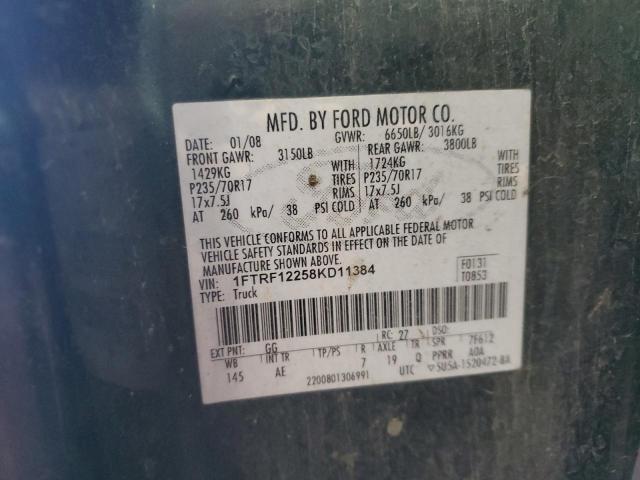 MFD. BY FORD MOTOR CO.
DATE: 01/08 GVWR: 6650LB/ 3016KG
FRONT GAWR: 3150LB REAR GAWR: 3800LB
1429KG WITH 1724KG WITH
P235/70R17 TIRES P235/70R17 TIRES
17x7.5J RIMS 17x7.5J RIMS
AT 260 kPa/ 38 PSI COLD AT 260 kPa/ 38 PSI COLD
THIS VEHICLE CONFORMS TO ALL APPLICABLE FEDERAL MOTOR
VEHICLE SAFETY STANDARDS IN EFFECT ON THE DATE OF
MANUFACTURE SHOWN ABOVE.
VIN: 1FTRF12258KD11384 F0131
TYPE: Truck T0853
EXT PNT: GG RC: 27 DSO:
WB INT TR TP/PS R AXLE TR SPR 7F612
145 AE 7 19 Q PPRR AOA
2200801306991 UTC ▽5U5A-1520472-BA